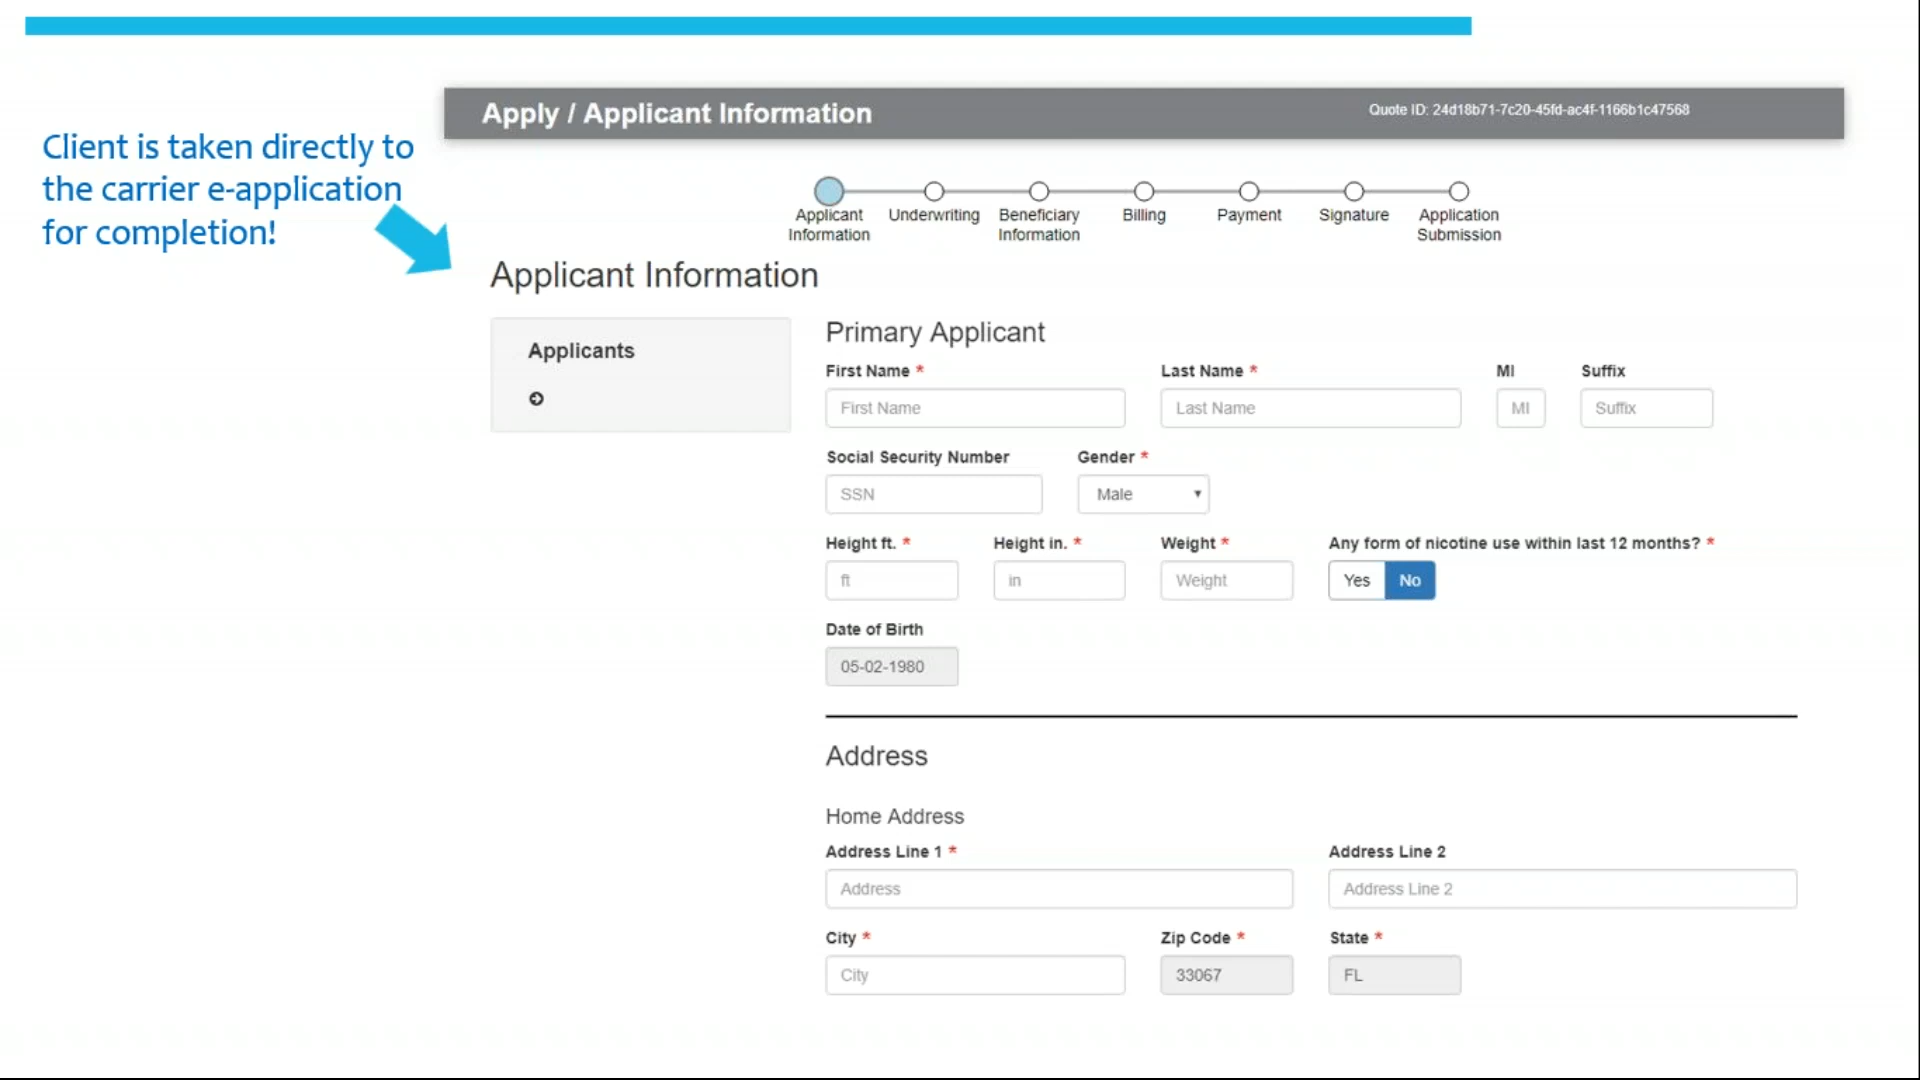 Apply / Applicant Information
Quote ID: 24d18b71-7c20-45fd-ac4f-1166b1c47568
Client is taken directly to
the carrier e-application
for completion!
Applicant
Information
Underwriting
Beneficiary
Information
Billing
Payment
Signature
Application
Submission
Applicant Information
Applicants
Primary Applicant
First Name *
Last Name *
MI
Suffix
First Name
Last Name
MI
Suffix
Social Security Number
Gender *
SSN
Male
Height ft. *
Height in. *
Weight *
Any form of nicotine use within last 12 months? *
ft
in
Weight
Yes
No
Date of Birth
05-02-1980
Address
Home Address
Address Line 1 *
Address Line 2
Address
Address Line 2
City *
Zip Code *
State *
City
33067
FL